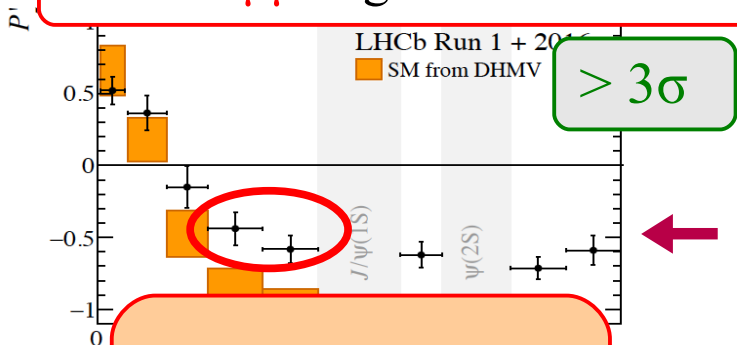 P'
LHCb Run 1 + 2016
SM from DHMV
> 3σ
0.5
0
−0.5
−1
0
J/ψ(1S)
ψ(2S)